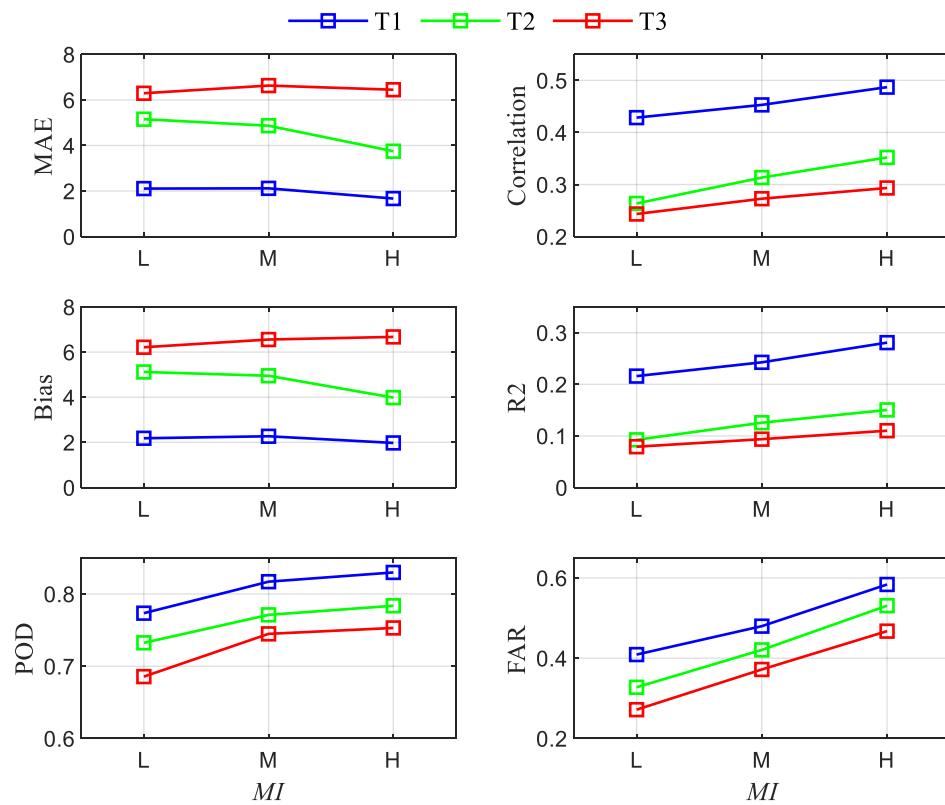 T1 T2 T3
8
6
4
2
0
MAE
L M H
0.5
0.4
0.3
0.2
Correlation
L M H
8
6
4
2
0
Bias
L M H
0.3
0.2
0.1
0
R2
L M H
0.8
0.7
0.6
POD
L M H
MI
0.6
0.4
0.2
FAR
L M H
MI